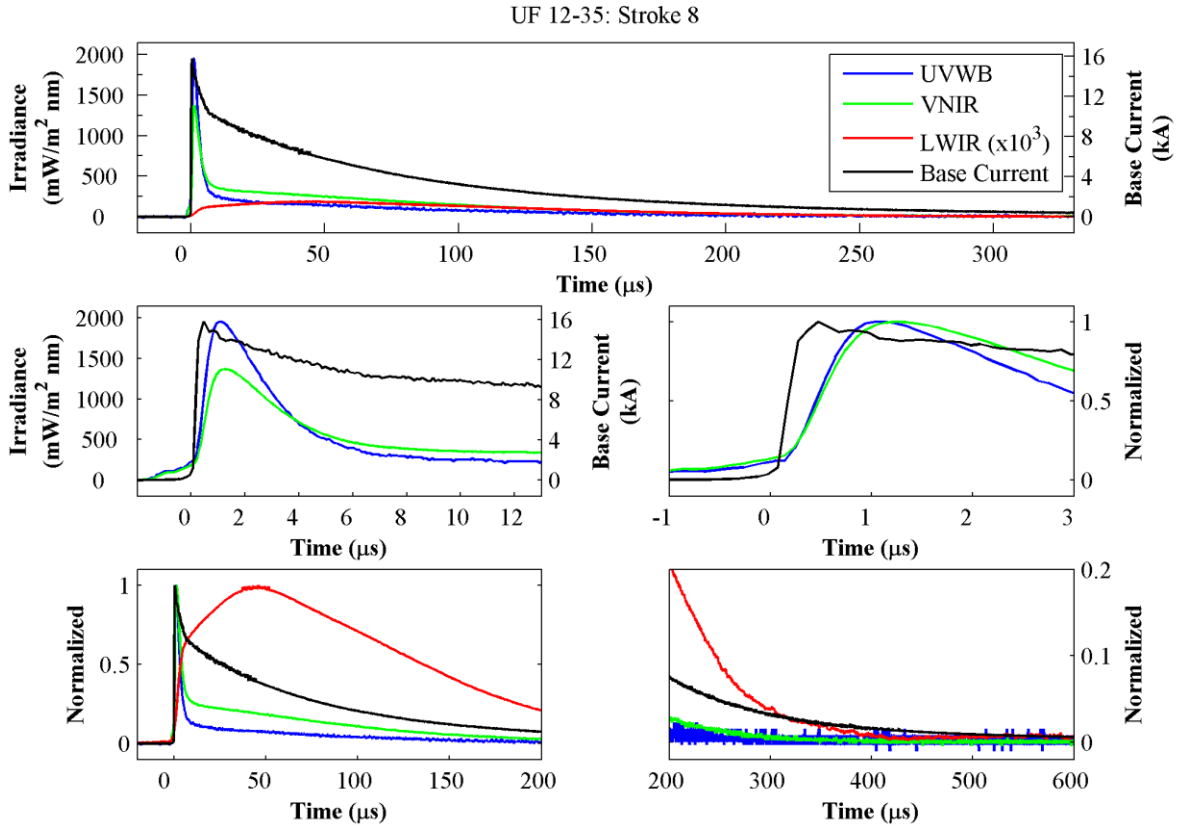 UF 12-35: Stroke 8
Irradiance
(mW/m² nm)
2000
1500
1000
500
0
16
12
8
4
0
Base Current
(kA)
UVWB
VNIR
LWIR (x10³)
Base Current
0 50 100 150 200 250 300
Time (μs)
Irradiance
(mW/m² nm)
2000
1500
1000
500
0
16
12
8
4
0
Base Current
(kA)
0 2 4 6 8 10 12
Time (μs)
1
0.5
0
Normalized
-1 0 1 2 3
Time (μs)
Normalized
1
0.5
0
0 50 100 150 200
Time (μs)
0.2
0.1
0
Normalized
200 300 400 500 600
Time (μs)